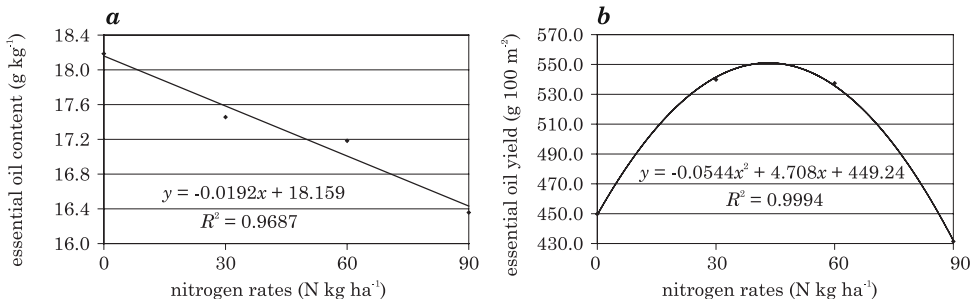 a
18.4
18.0
17.6
17.2
16.8
16.4
16.0
essential oil content (g kg⁻¹)
y = -0.0192x + 18.159
R² = 0.9687
0 30 60 90
nitrogen rates (N kg ha⁻¹)
b
570.0
550.0
530.0
510.0
490.0
470.0
450.0
430.0
essential oil yield (g 100 m⁻²)
y = -0.0544x² + 4.708x + 449.24
R² = 0.9994
0 30 60 90
nitrogen rates (N kg ha⁻¹)